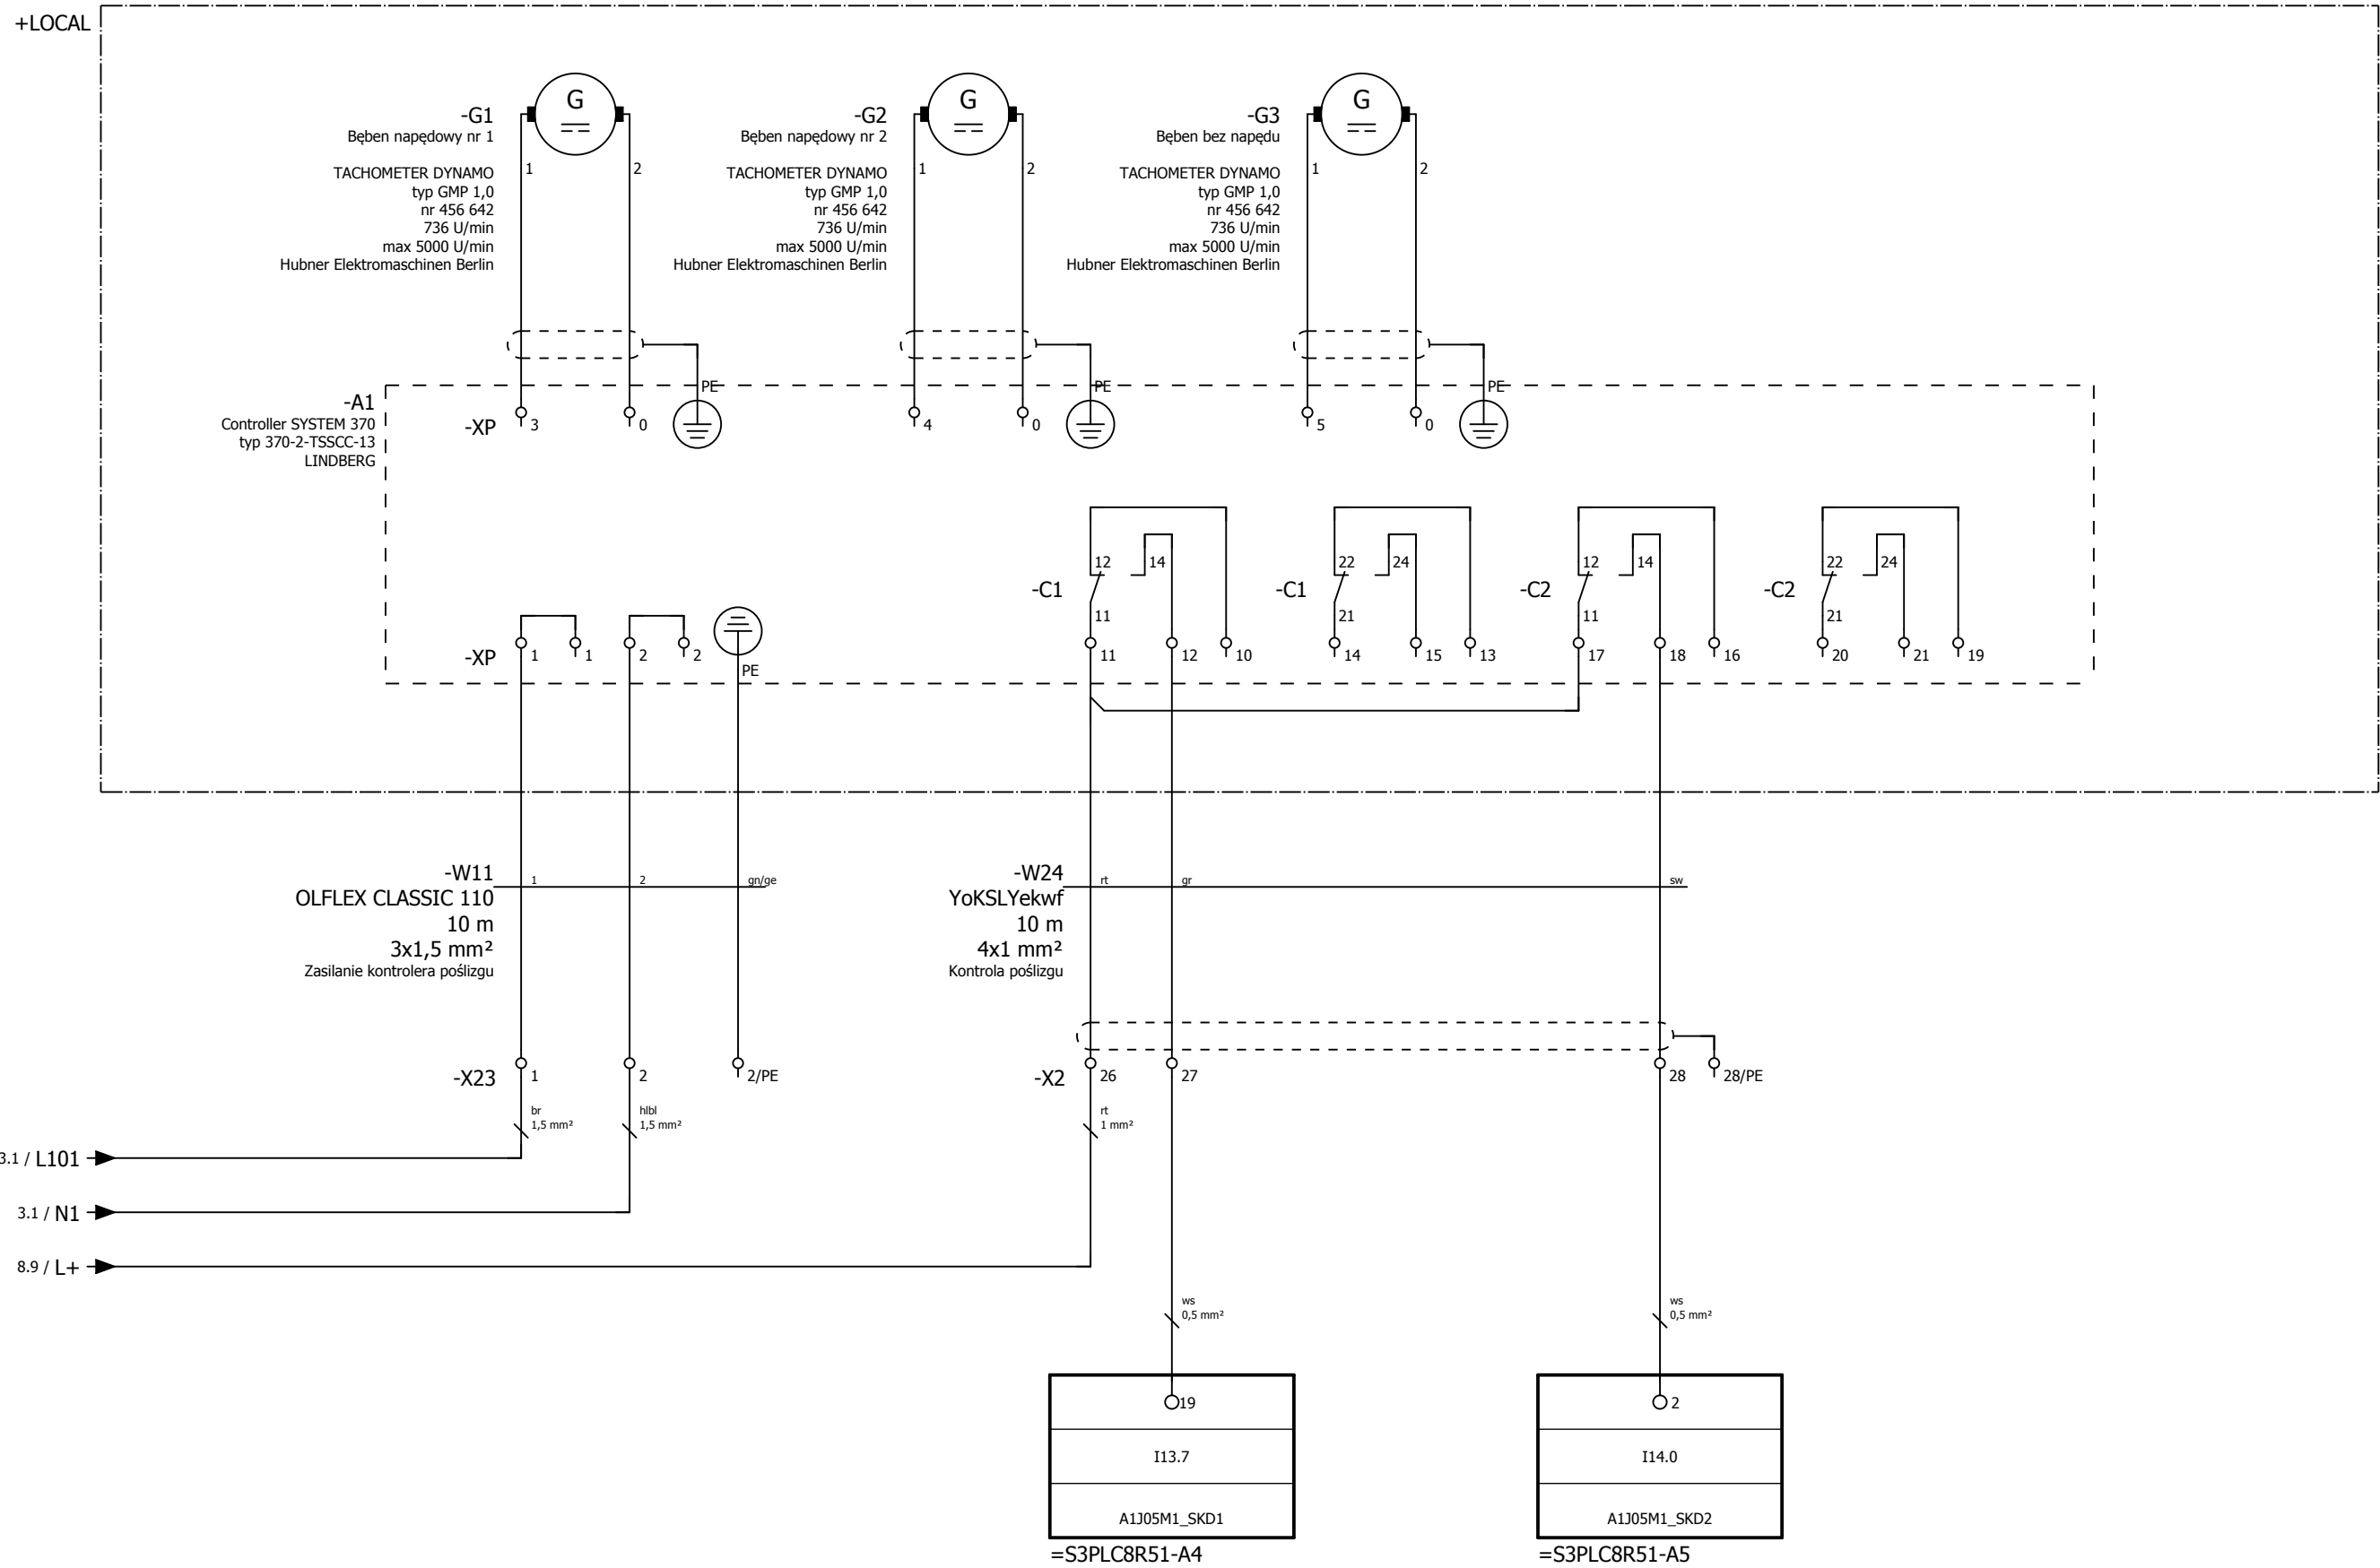 +LOCAL
G
G
G
-G1
Bęben napędowy nr 1
TACHOMETER DYNAMO
typ GMP 1,0
nr 456 642
736 U/min
max 5000 U/min
Hubner Elektromaschinen Berlin
1
2
-G2
Bęben napędowy nr 2
TACHOMETER DYNAMO
typ GMP 1,0
nr 456 642
736 U/min
max 5000 U/min
Hubner Elektromaschinen Berlin
1
2
-G3
Bęben bez napędu
TACHOMETER DYNAMO
typ GMP 1,0
nr 456 642
736 U/min
max 5000 U/min
Hubner Elektromaschinen Berlin
1
2
PE
PE
PE
-A1
Controller SYSTEM 370
typ 370-2-TSSCC-13
LINDBERG
-XP
3
0
4
0
5
0
-C1
12
14
11
-C1
22
24
21
-C2
12
14
11
-C2
22
24
21
-XP
1
1
2
2
PE
11
12
10
14
15
13
17
18
16
20
21
19
-W11
OLFLEX CLASSIC 110
10 m
3x1,5 mm²
Zasilanie kontrolera poślizgu
1
2
gn/ge
-W24
YoKSLYekwf
10 m
4x1 mm²
Kontrola poślizgu
rt
gr
sw
-X23
1
2
2/PE
-X2
26
27
28
28/PE
br
1,5 mm²
hlbl
1,5 mm²
rt
1 mm²
3.1 / L101
3.1 / N1
8.9 / L+
ws
0,5 mm²
ws
0,5 mm²
19
I13.7
A1J05M1_SKD1
=S3PLC8R51-A4
2
I14.0
A1J05M1_SKD2
=S3PLC8R51-A5